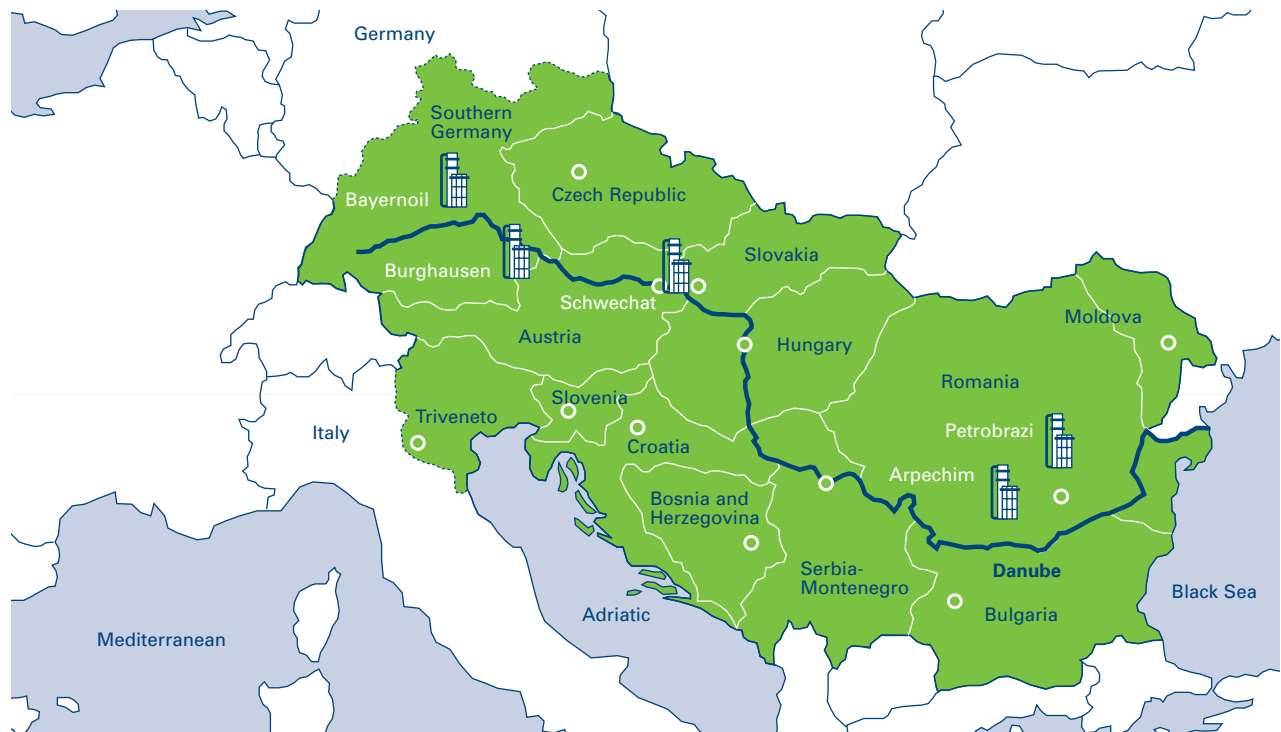 Germany
Southern
Germany
Bayernoil
Czech Republic
Burghausen
Slovakia
Schwechat
Austria
Hungary
Moldova
Romania
Slovenia
Triveneto
Italy
Croatia
Petrobrazi
Arpechim
Bosnia and
Herzegovina
Serbia-
Montenegro
Danube
Black Sea
Bulgaria
Adriatic
Mediterranean